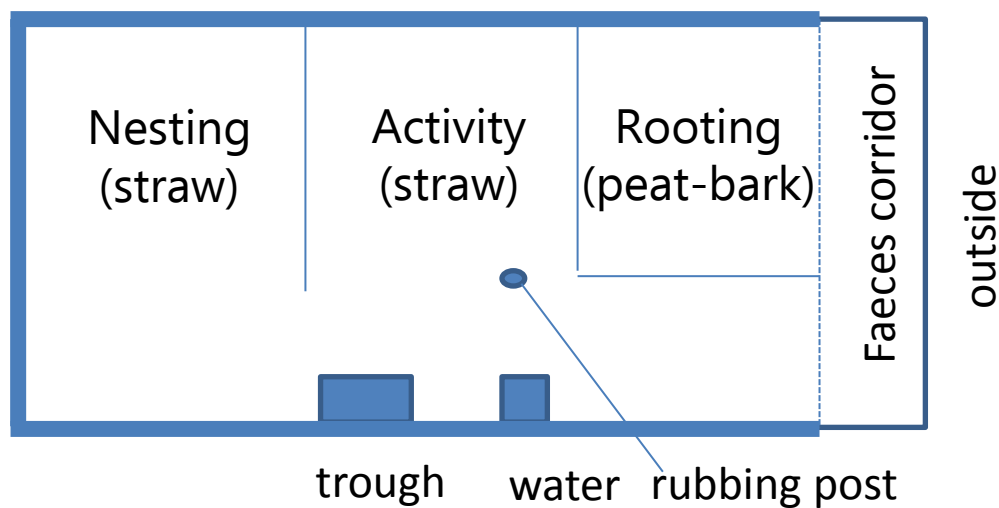 Nesting
(straw)
Activity
(straw)
Rooting
(peat-bark)
Faeces corridor
outside
trough
water
rubbing post